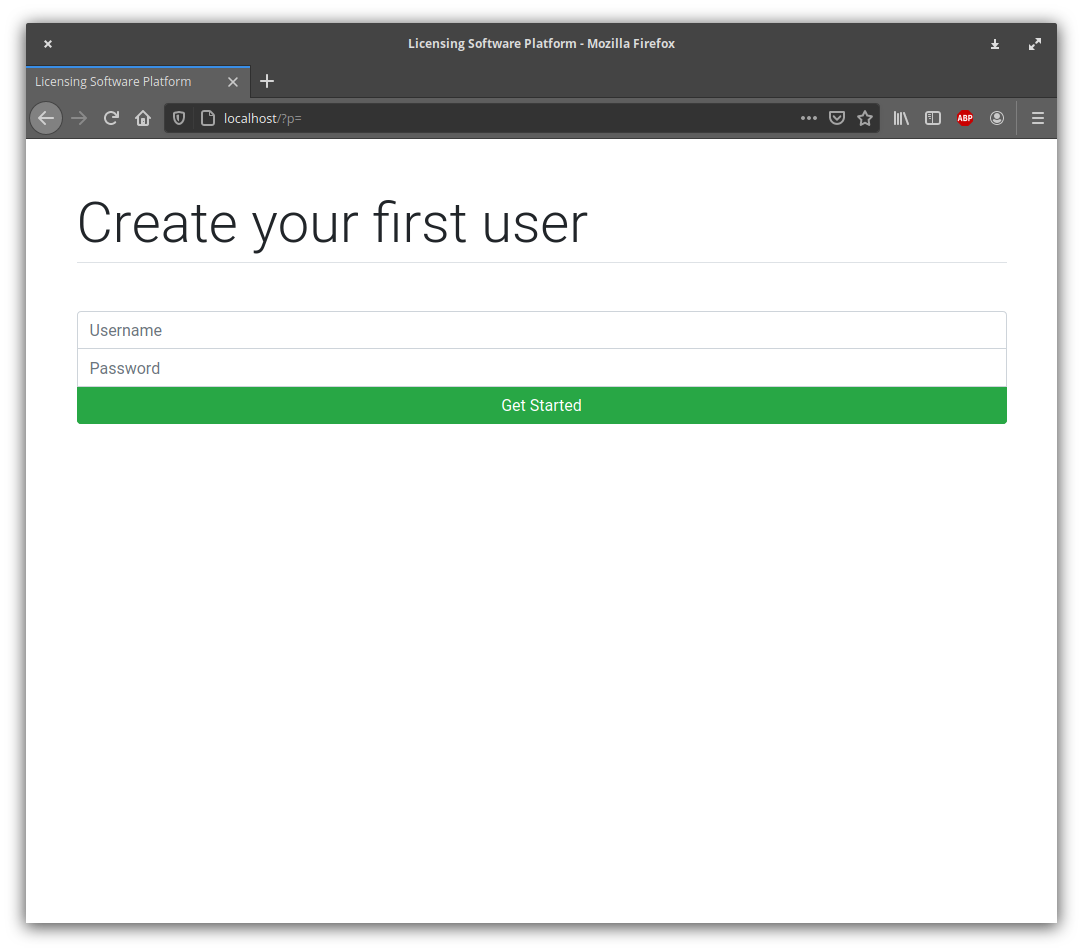 Licensing Software Platform - Mozilla Firefox
Licensing Software Platform
localhost/?p=
ABP
Create your first user
Username
Password
Get Started